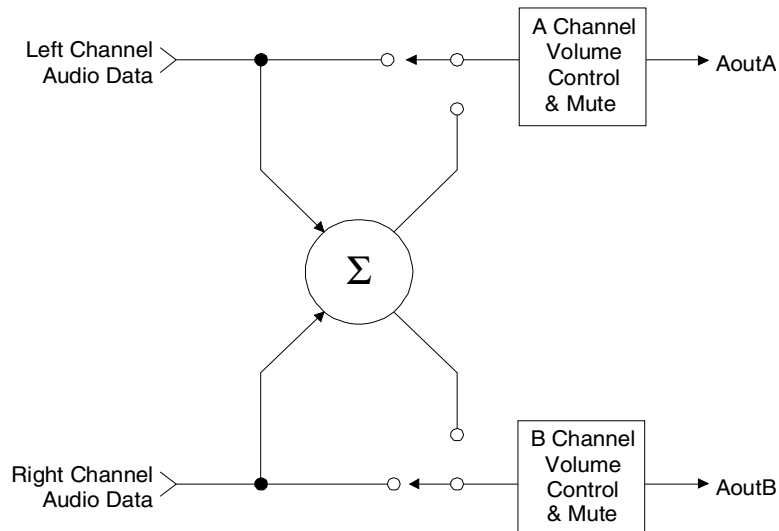 Left Channel
Audio Data
A Channel
Volume
Control
& Mute
AoutA
Σ
Right Channel
Audio Data
B Channel
Volume
Control
& Mute
AoutB